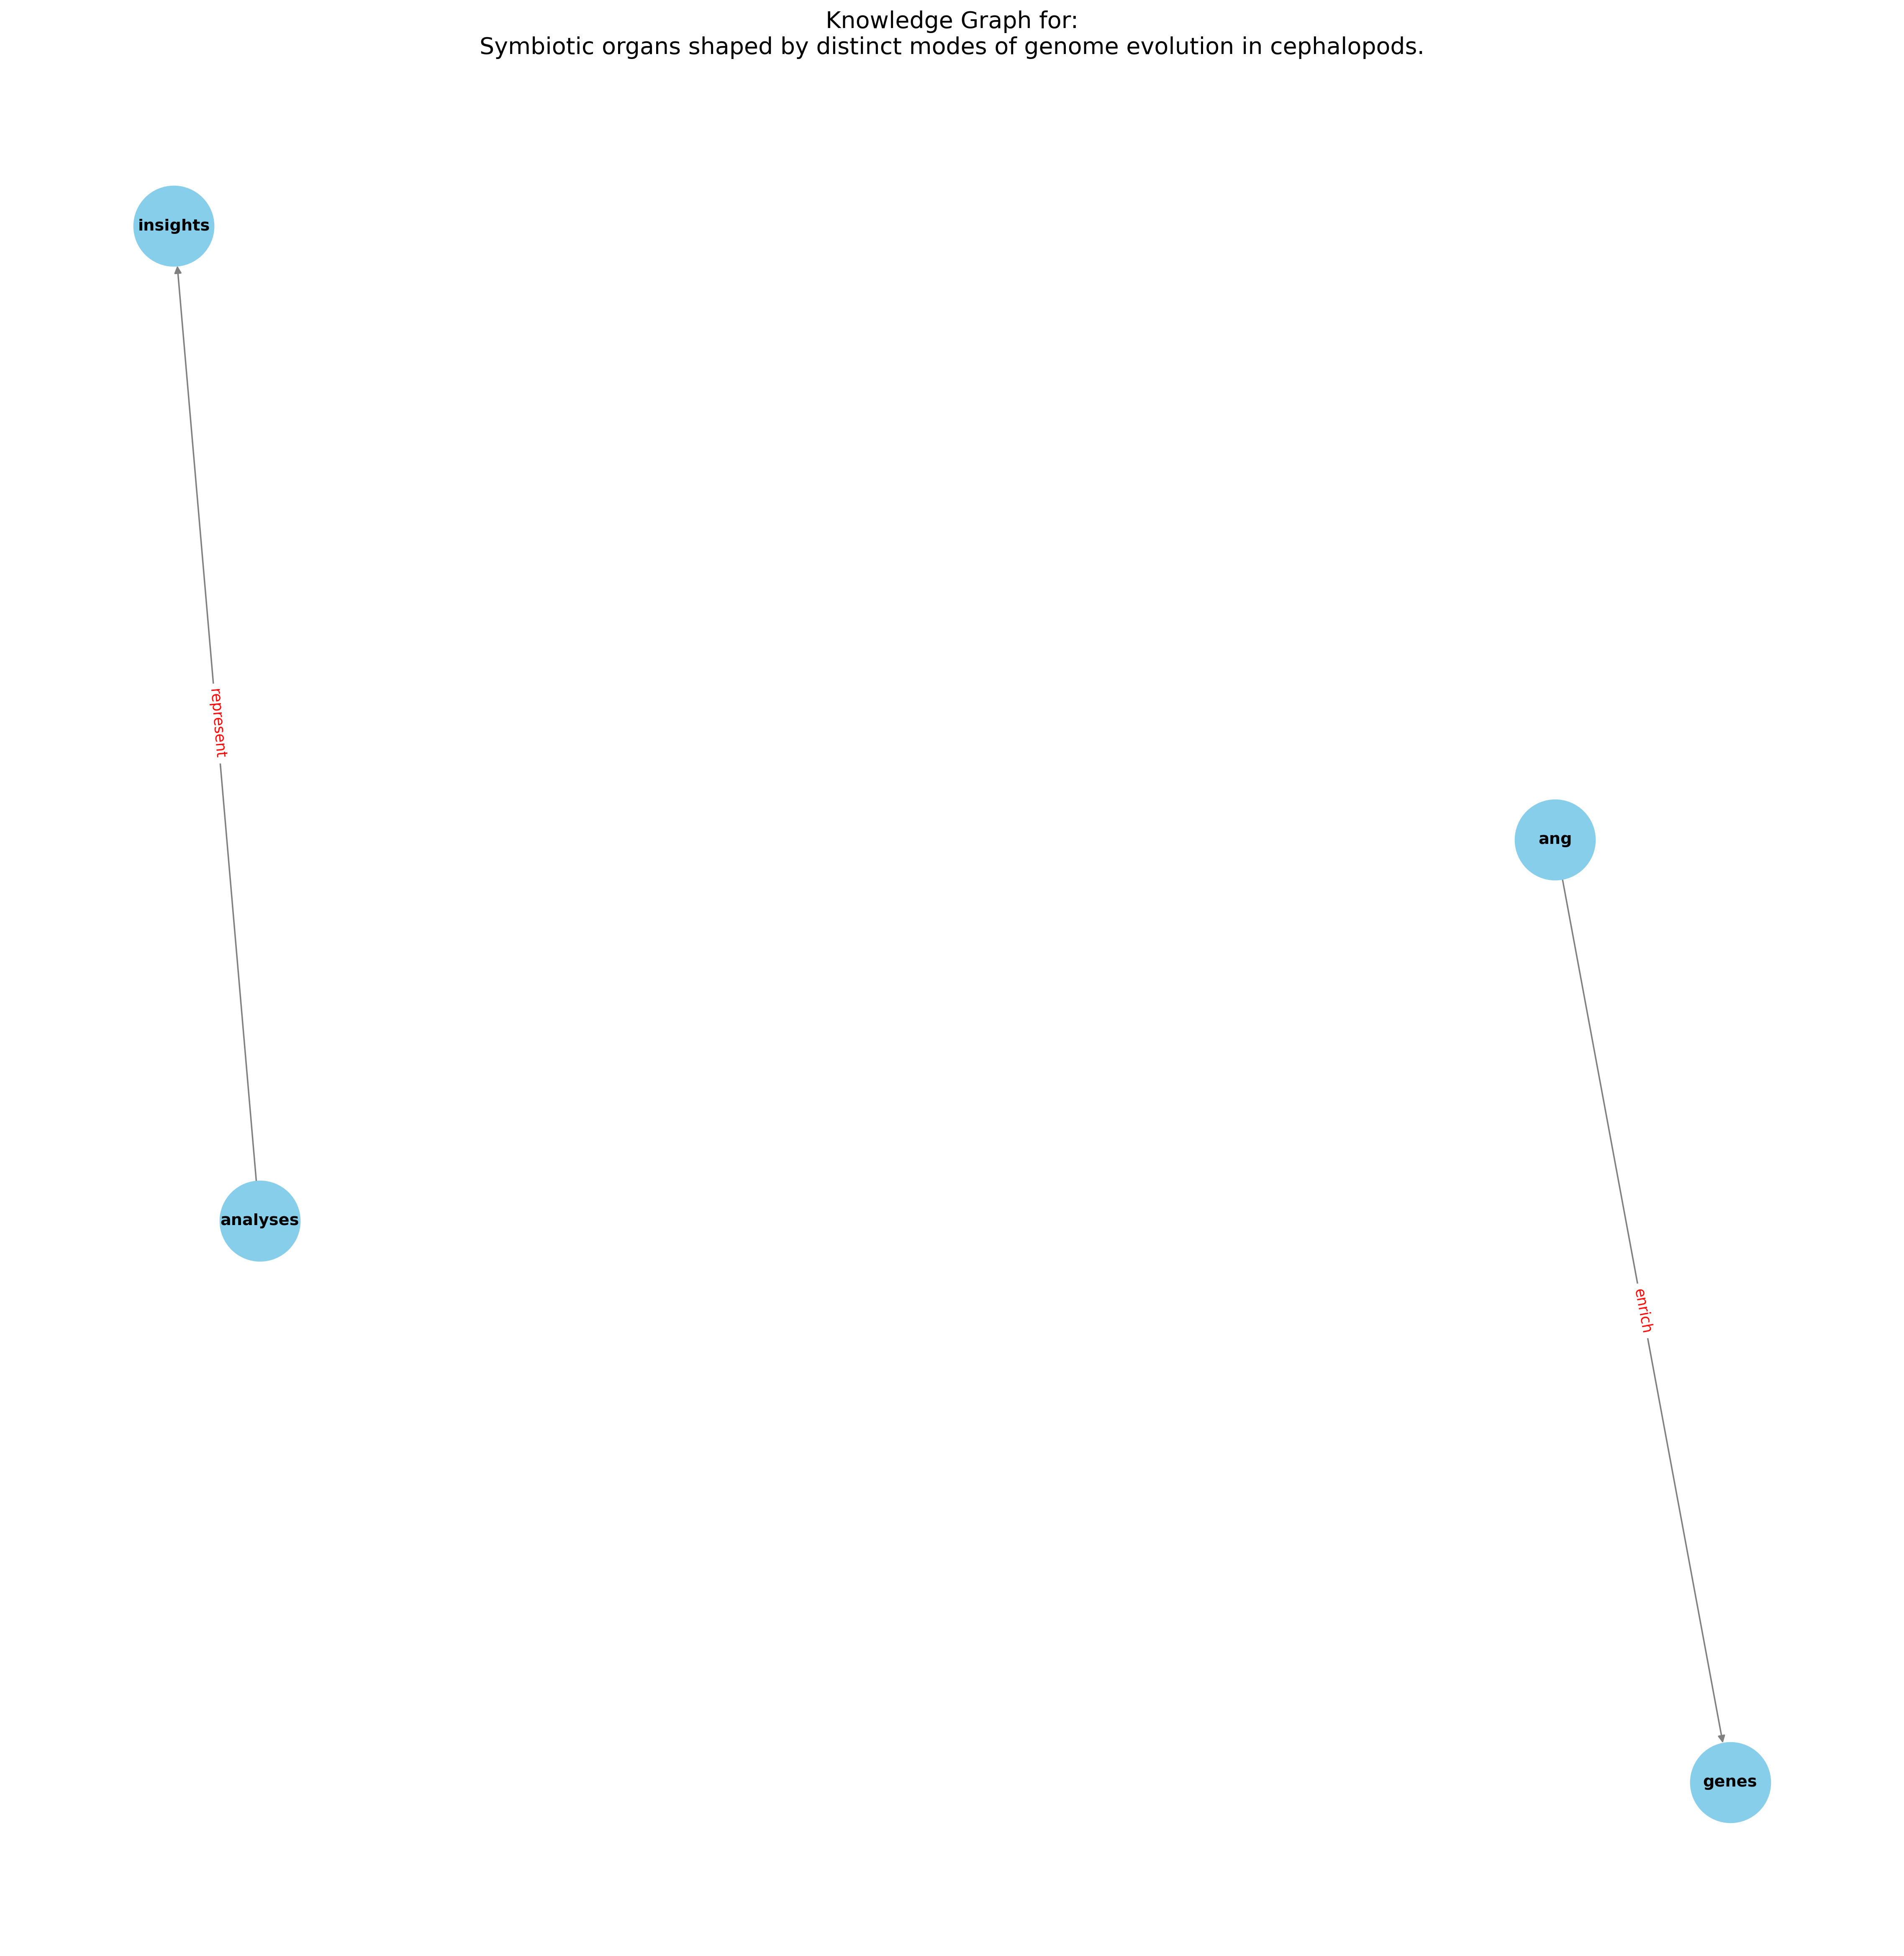 Knowledge Graph for:
Symbiotic organs shaped by distinct modes of genome evolution in cephalopods.
insights
represent
ang
analyses
enrich
genes